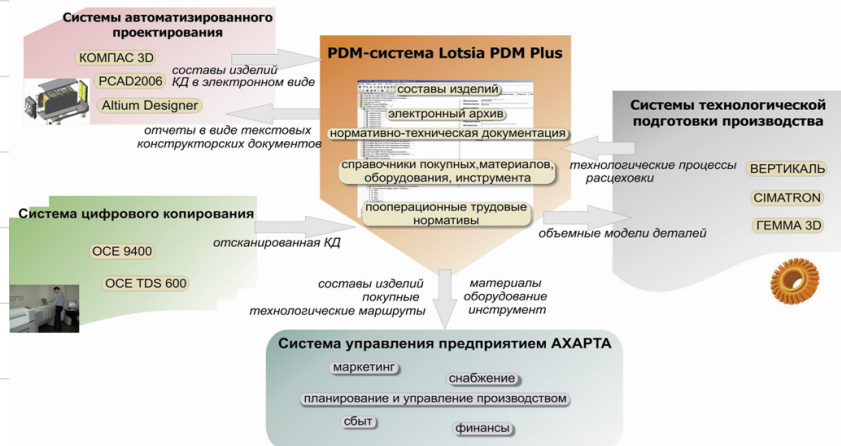 Системы автоматизированного
проектирования
КОМПАС 3D
PCAD2006
Altium Designer
составы изделий
КД в электронном виде
отчеты в виде текстовых
конструкторских документов
PDM-система Lotsia PDM Plus
составы изделий
электронный архив
нормативно-техническая документация
справочники покупных,материалов,
оборудования, инструмента
пооперационные трудовые
нормативы
Системы технологической
подготовки производства
технологические процессы
расцеховки
ВЕРТИКАЛЬ
CIMATRON
ГЕММА 3D
объемные модели деталей
Система цифрового копирования
OCE 9400
OCE TDS 600
отсканированная КД
составы изделий
покупные
технологические маршруты
материалы
оборудование
инструмент
Система управления предприятием АХАРТА
маркетинг
снабжение
планирование и управление производством
сбыт
финансы